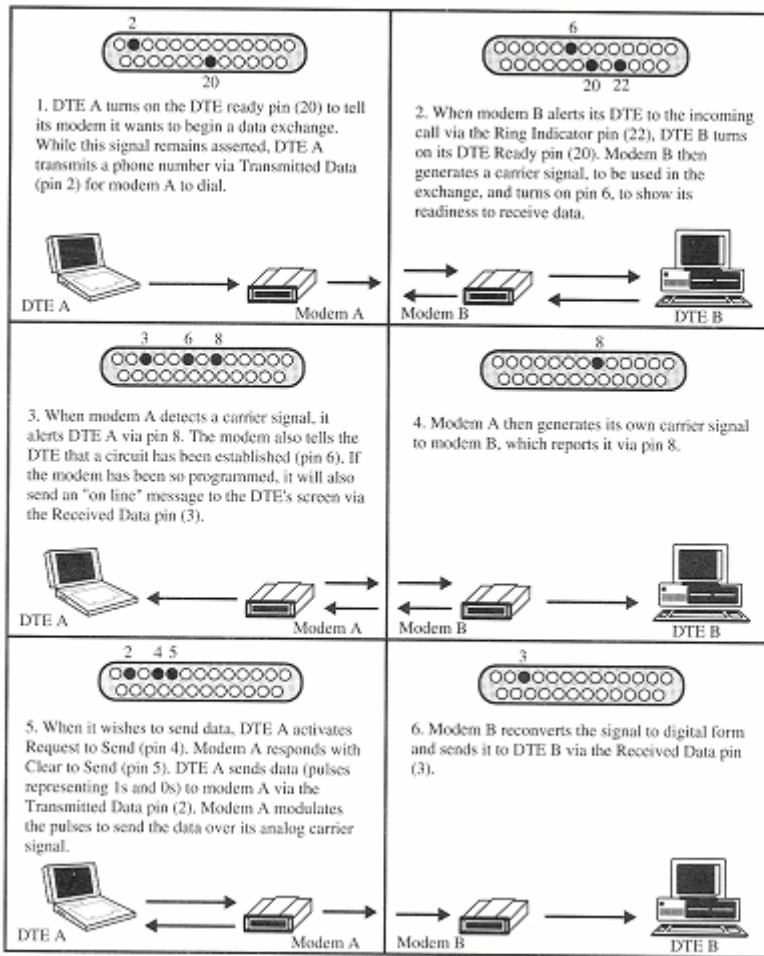 2
20
1. DTE A turns on the DTE ready pin (20) to tell
its modem it wants to begin a data exchange.
While this signal remains asserted, DTE A
transmits a phone number via Transmitted Data
(pin 2) for modem A to dial.
DTE A
Modem A
6
20 22
2. When modem B alerts its DTE to the incoming
call via the Ring Indicator pin (22), DTE B turns
on its DTE Ready pin (20). Modem B then
generates a carrier signal, to be used in the
exchange, and turns on pin 6, to show its
readiness to receive data.
Modem B
DTE B
3 6 8
3. When modem A detects a carrier signal, it
alerts DTE A via pin 8. The modem also tells the
DTE that a circuit has been established (pin 6). If
the modem has been so programmed, it will also
send an "on line" message to the DTE's screen via
the Received Data pin (3).
DTE A
Modem A
8
4. Modem A then generates its own carrier signal
to modem B, which reports it via pin 8.
Modem B
DTE B
2 4 5
5. When it wishes to send data, DTE A activates
Request to Send (pin 4). Modem A responds with
Clear to Send (pin 5). DTE A sends data (pulses
representing 1s and 0s) to modem A via the
Transmitted Data pin (2). Modem A modulates
the pulses to send the data over its analog carrier
signal.
DTE A
Modem A
3
6. Modem B reconverts the signal to digital form
and sends it to DTE B via the Received Data pin
(3).
Modem B
DTE B